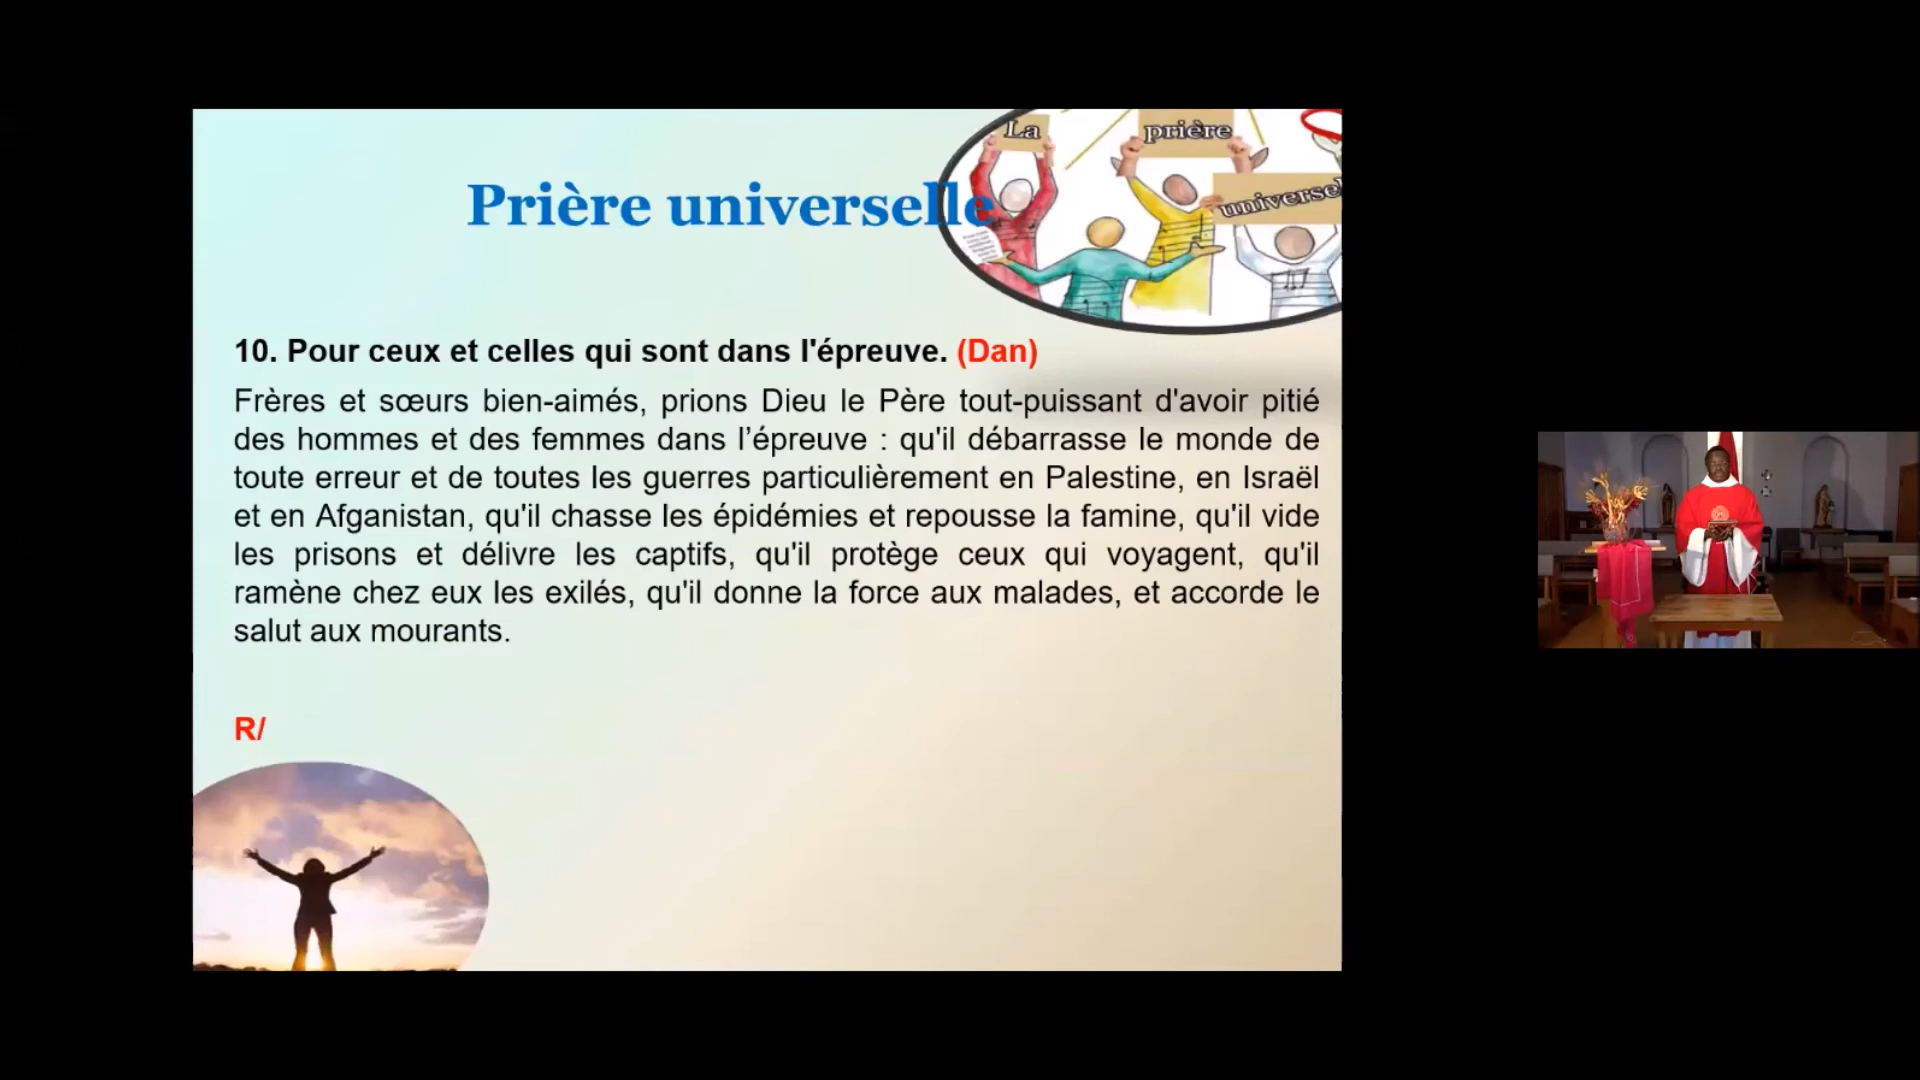 La
prière
universel
Prière universelle
10. Pour ceux et celles qui sont dans l'épreuve. (Dan)
Frères et sœurs bien-aimés, prions Dieu le Père tout-puissant d'avoir pitié
des hommes et des femmes dans l’épreuve : qu'il débarrasse le monde de
toute erreur et de toutes les guerres particulièrement en Palestine, en Israël
et en Afganistan, qu'il chasse les épidémies et repousse la famine, qu'il vide
les prisons et délivre les captifs, qu'il protège ceux qui voyagent, qu'il
ramène chez eux les exilés, qu'il donne la force aux malades, et accorde le
salut aux mourants.
R/